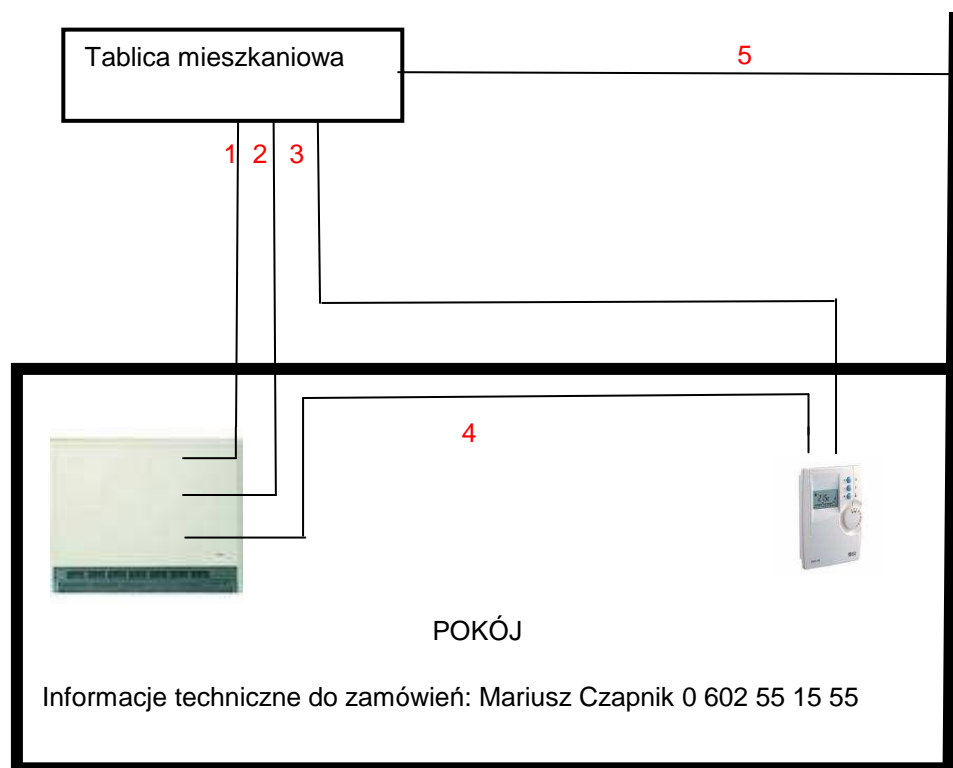 Tablica mieszkaniowa
5
1 2 3
4
POKÓJ
Informacje techniczne do zamówień: Mariusz Czapnik 0 602 55 15 55